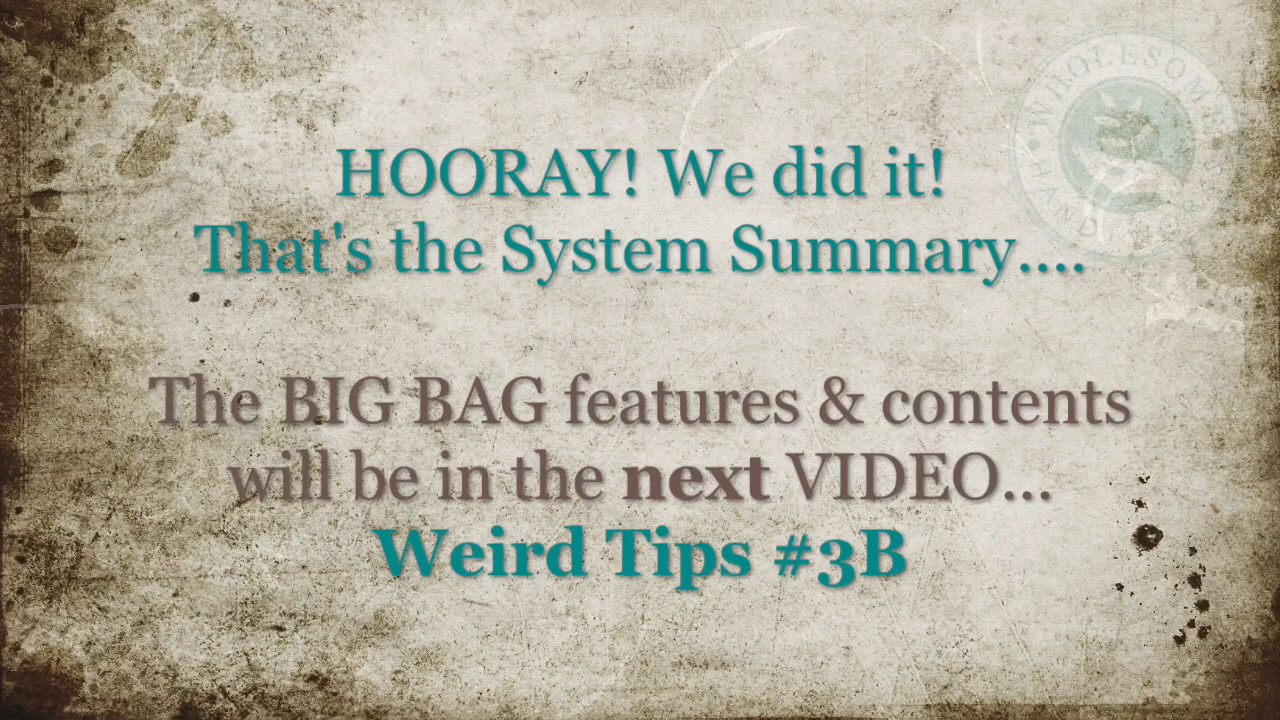 HOORAY! We did it!
That's the System Summary....
The BIG BAG features & contents
will be in the next VIDEO...
Weird Tips #3B
WHOLESOME